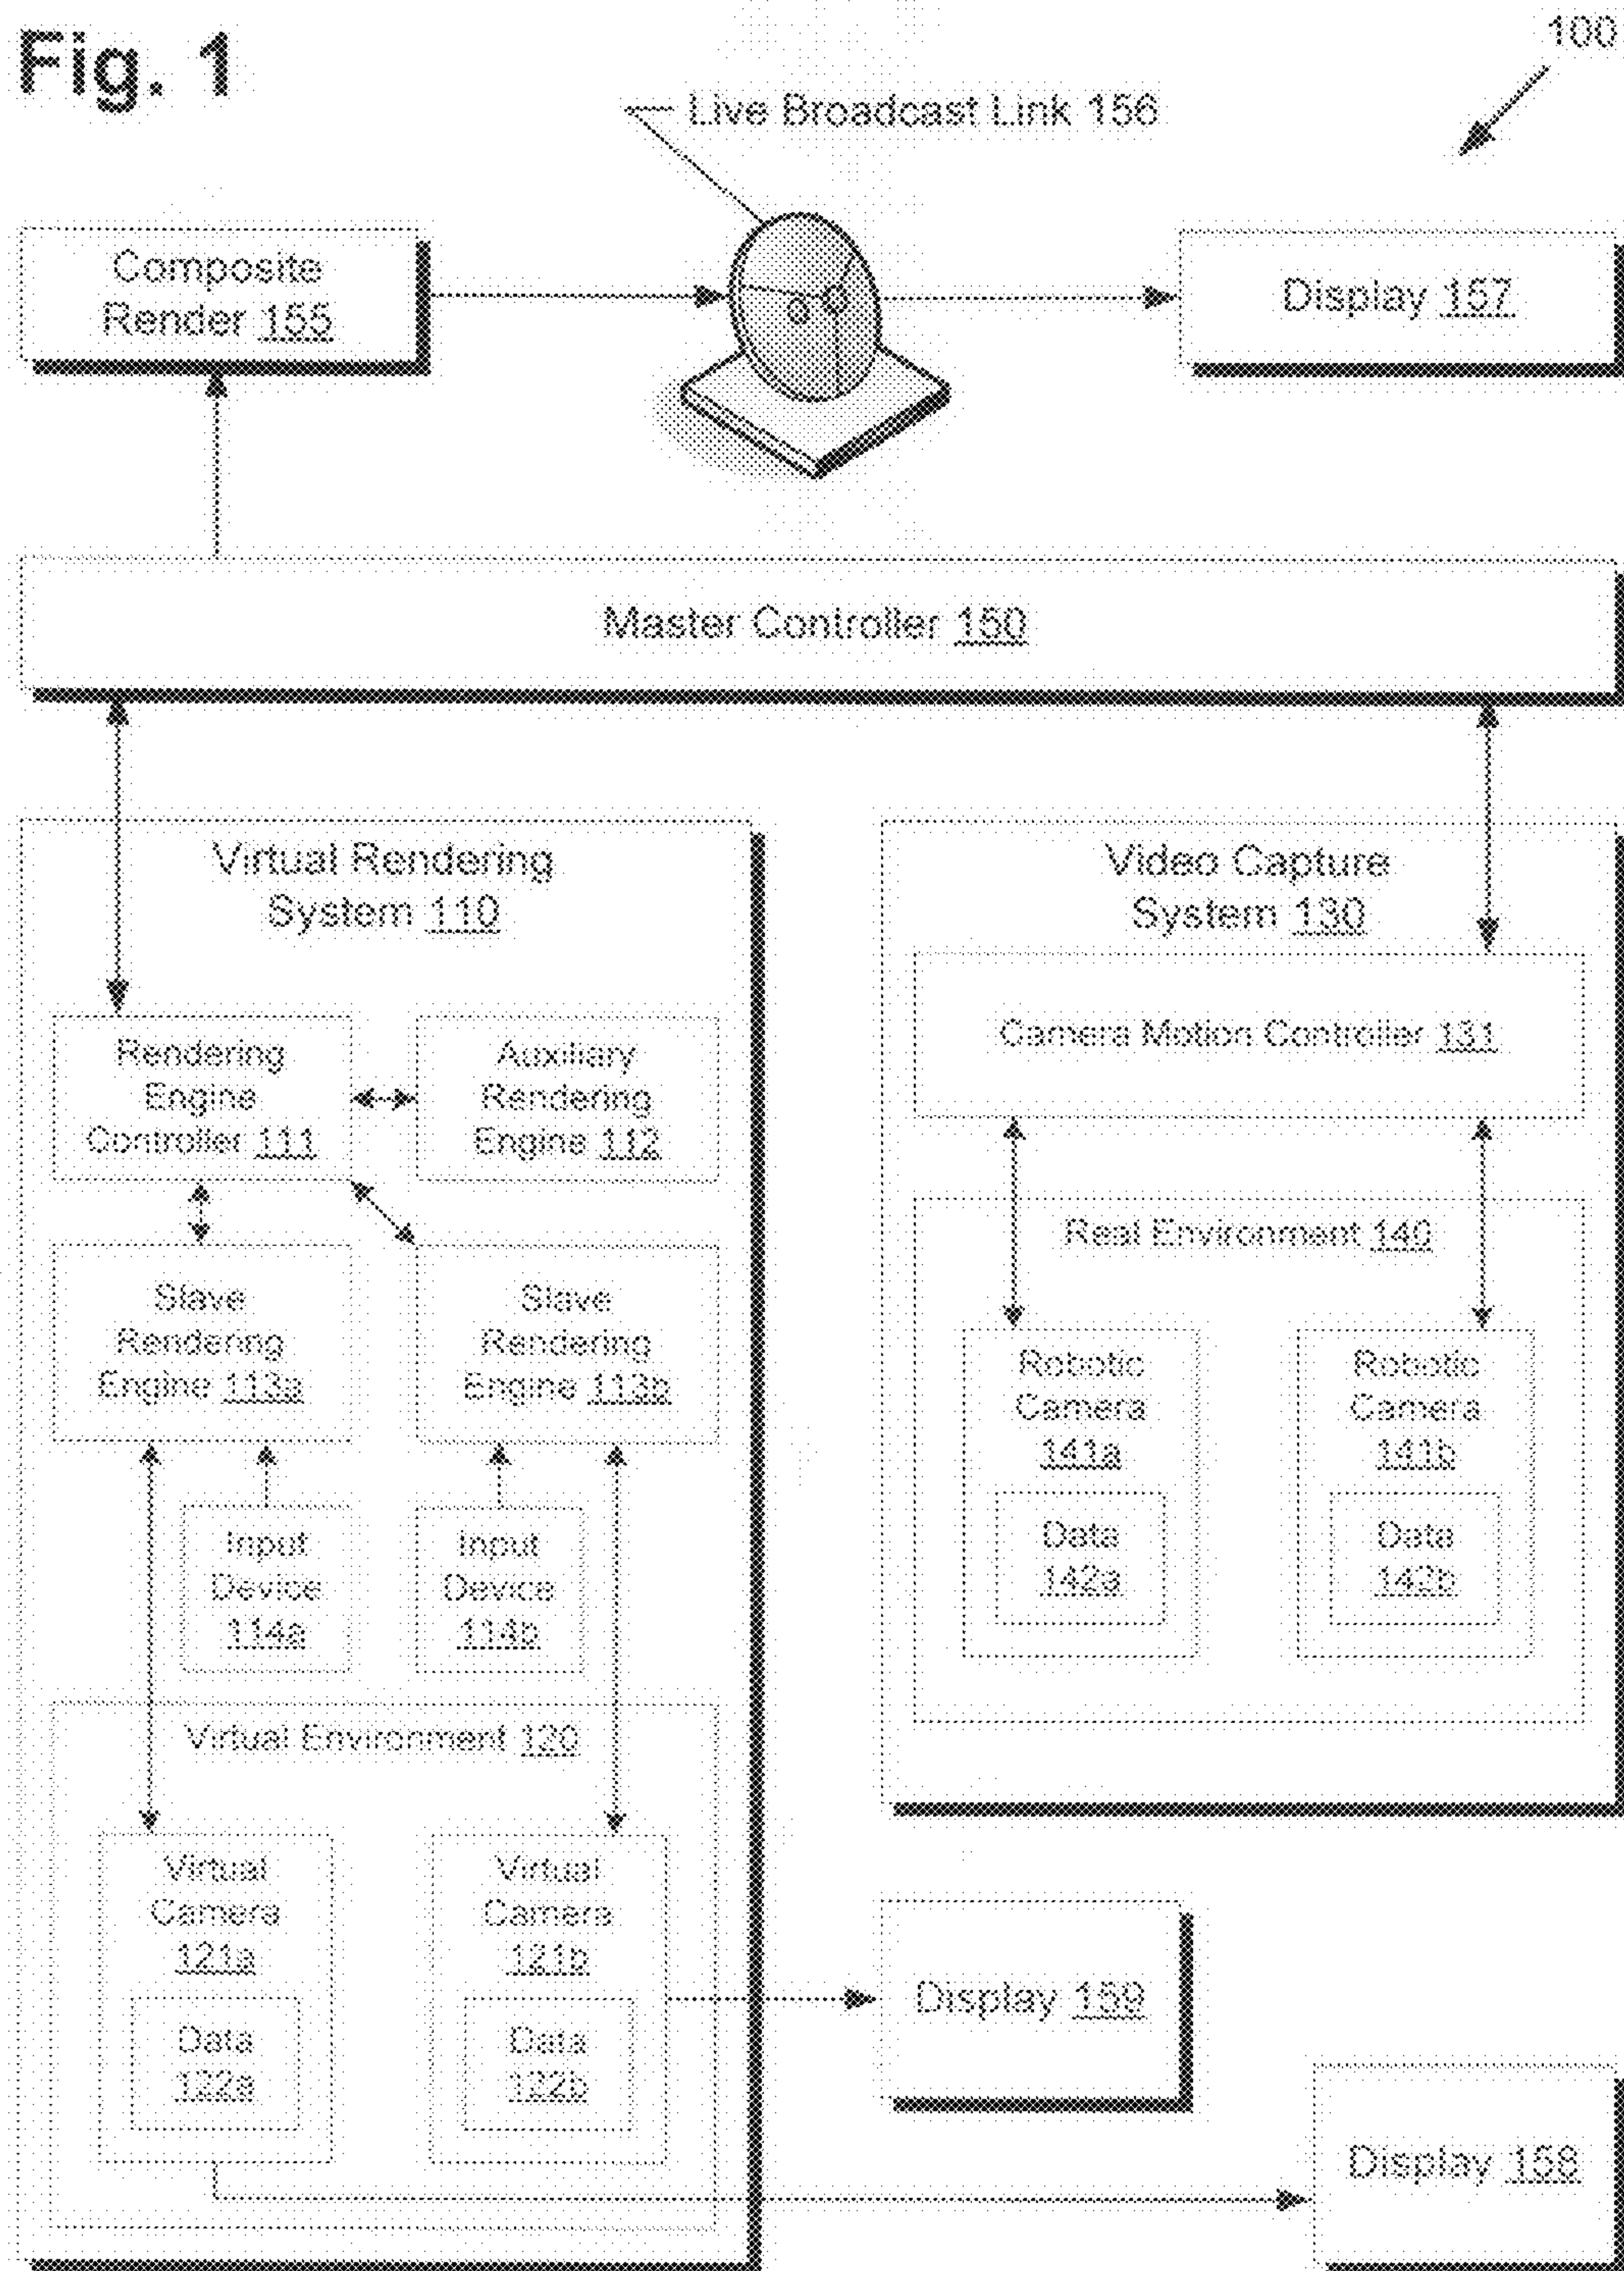 Fig. 1
100
Live Broadcast Link 156
Composite
Render 155
Display 157
Master Controller 150
Virtual Rendering
System 110
Video Capture
System 130
Camera Motion Controller 131
Rendering
Engine
Controller 111
Auxiliary
Rendering
Engine 112
Real Environment 140
Slave
Rendering
Engine 113a
Slave
Rendering
Engine 113b
Robotic
Camera
141a
Data
142a
Robotic
Camera
141b
Data
142b
Input
Device
114a
Input
Device
114b
Virtual Environment 120
Virtual
Camera
121a
Data
122a
Virtual
Camera
121b
Data
122b
Display 159
Display 158